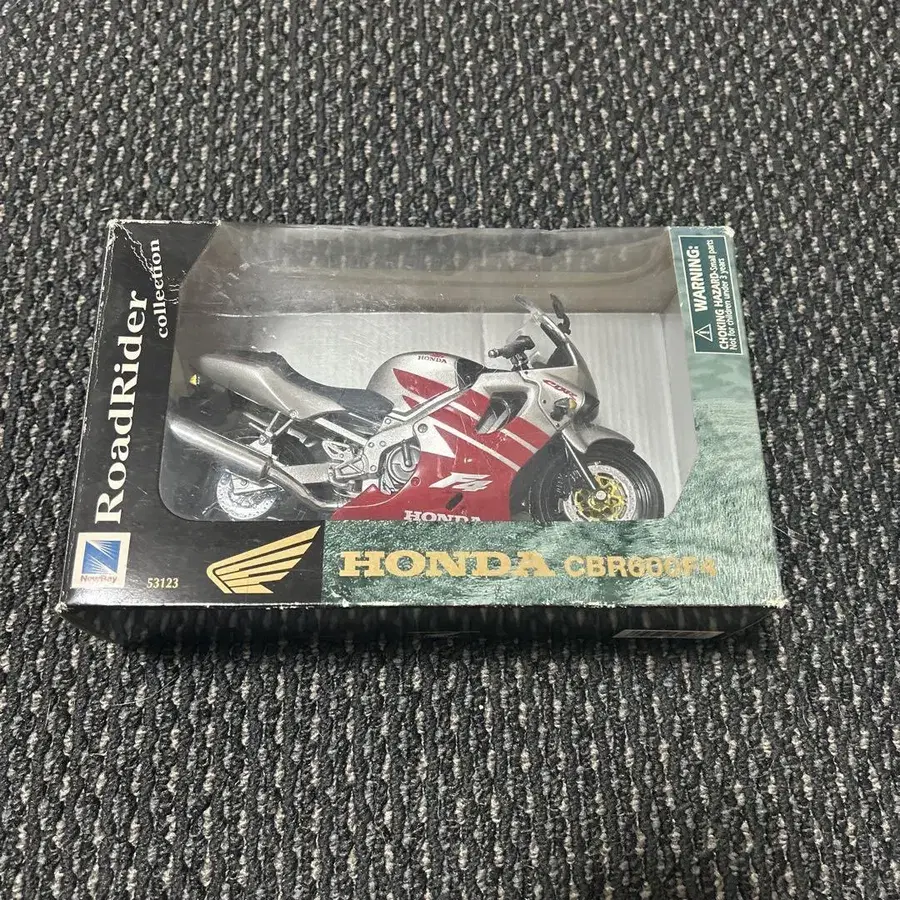 RoadRider
collection
WARNING:
CHOKING HAZARD-Small parts
Not for children under 3 years
HONDA
CBR
F4
HONDA
NewRay
53123
HONDA CBR600F4